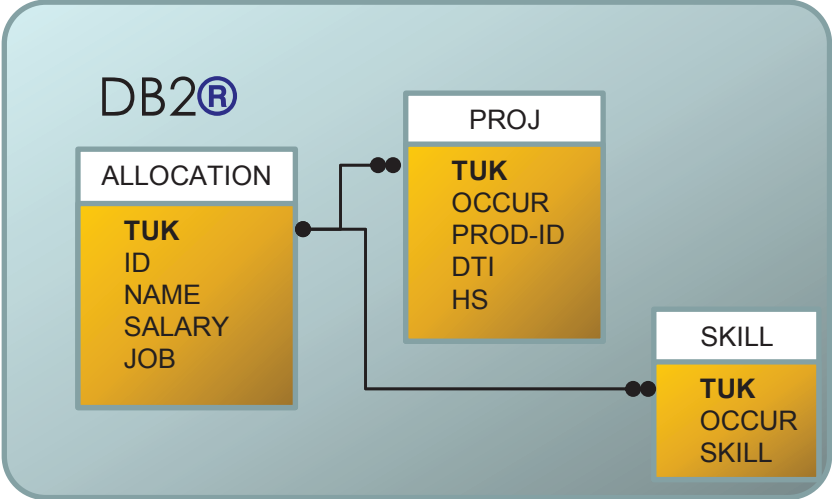 DB2®
ALLOCATION
TUK
ID
NAME
SALARY
JOB
PROJ
TUK
OCCUR
PROD-ID
DTI
HS
SKILL
TUK
OCCUR
SKILL